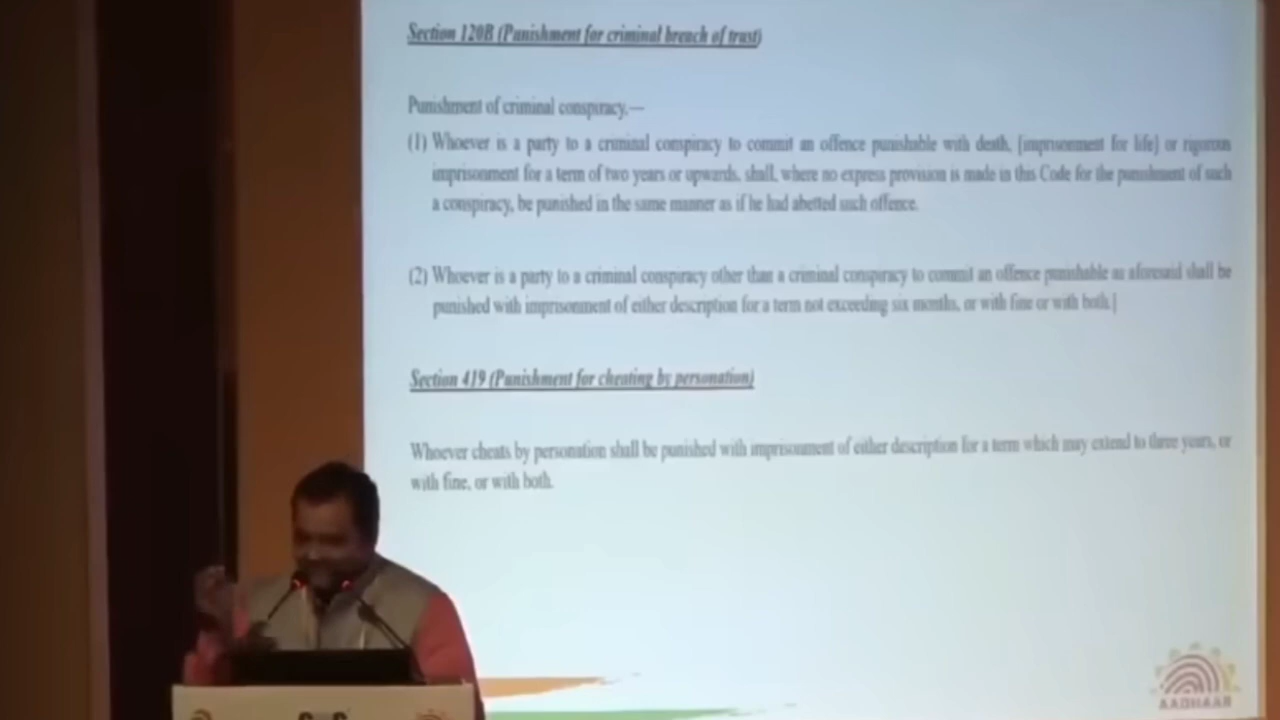 Section 120B (Punishment for criminal breach of trust)
Punishment of criminal conspiracy.—
(1) Whoever is a party to a criminal conspiracy to commit an offence punishable with death, [imprisonment for life] or rigorous
imprisonment for a term of two years or upwards, shall, where no express provision is made in this Code for the punishment of such
a conspiracy, be punished in the same manner as if he had abetted such offence.
(2) Whoever is a party to a criminal conspiracy other than a criminal conspiracy to commit an offence punishable as aforesaid shall be
punished with imprisonment of either description for a term not exceeding six months, or with fine or with both.]
Section 419 (Punishment for cheating by personation)
Whoever cheats by personation shall be punished with imprisonment of either description for a term which may extend to three years, or
with fine, or with both.
AADHAAR